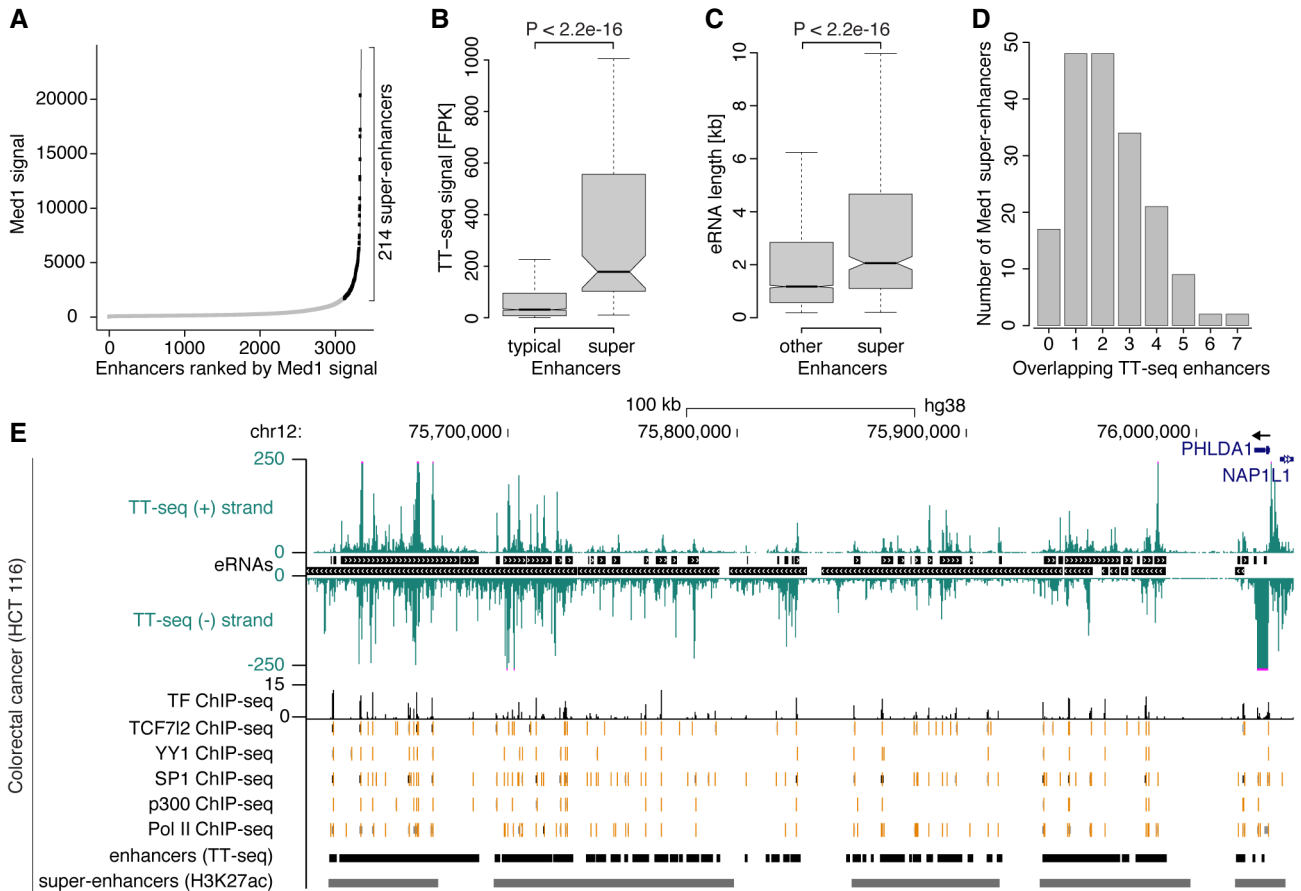 A
Med1 signal
20000
15000
10000
5000
0
0 1000 2000 3000
Enhancers ranked by Med1 signal
214 super-enhancers
B
P < 2.2e-16
TT−seq signal [FPK]
1000
800
600
400
200
0
typical super
Enhancers
C
P < 2.2e-16
eRNA length [kb]
10
8
6
4
2
0
other super
Enhancers
D
Number of Med1 super-enhancers
50
40
30
20
10
0
0 1 2 3 4 5 6 7
Overlapping TT-seq enhancers
E
100 kb hg38
chr12: 75,700,000 75,800,000 75,900,000 76,000,000
PHLDA1
NAP1L1
Colorectal cancer (HCT 116)
250
TT-seq (+) strand
0
eRNAs
0
TT-seq (-) strand
-250
15
TF ChIP-seq
0
TCF7l2 ChIP-seq
YY1 ChIP-seq
SP1 ChIP-seq
p300 ChIP-seq
Pol II ChIP-seq
enhancers (TT-seq)
super-enhancers (H3K27ac)